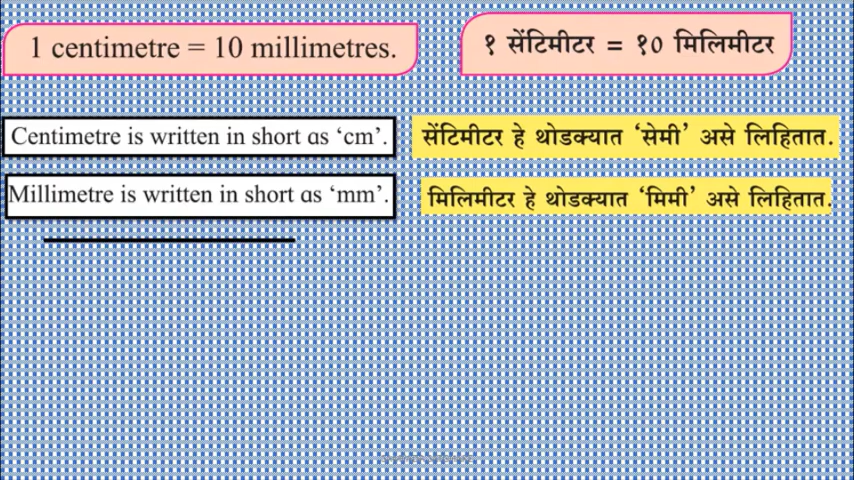 1 centimetre = 10 millimetres.
१ सेंटिमीटर = १० मिलिमीटर
Centimetre is written in short as ‘cm’.
सेंटिमीटर हे थोडक्यात ‘सेमी’ असे लिहितात.
Millimetre is written in short as ‘mm’.
मिलिमीटर हे थोडक्यात ‘मिमी’ असे लिहितात.